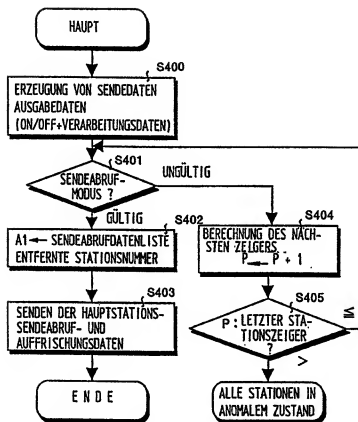 HAUPT
S400
ERZEUGUNG VON SENDEDATEN
AUSGABEDATEN
(ON/OFF+VERARBEITUNGSDATEN)
S401
SENDEABRUF-
MODUS ?
UNGÜLTIG
GÜLTIG
S402
A1 ← SENDEABRUFDATENLISTE
ENTFERNTE STATIONSNUMMER
S403
SENDEN DER HAUPTSTATIONS-
SENDEABRUF- UND
AUFFRISCHUNGSDATEN
ENDE
S404
BERECHNUNG DES NÄCH-
STEN ZEIGERS
P ← P + 1
S405
P : LETZTER STA-
TIONSZEIGER
?
≤
>
ALLE STATIONEN IN
ANOMALEM ZUSTAND